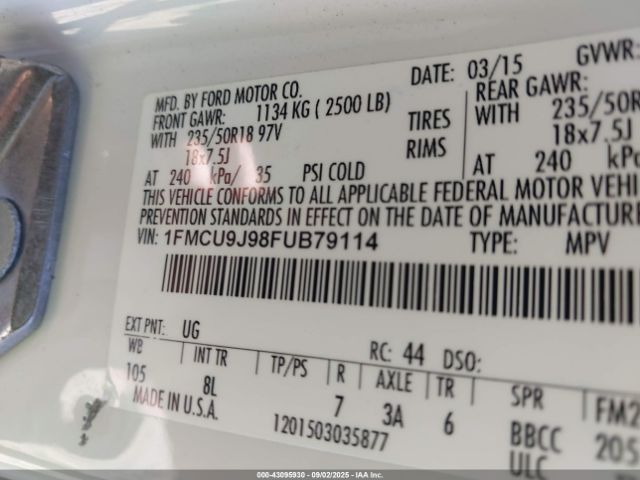 MFD. BY FORD MOTOR CO. DATE: 03/15 GVWR:
FRONT GAWR: 1134 KG ( 2500 LB) REAR GAWR:
WITH 235/50R18 97V TIRES WITH 235/50R
18x7.5J RIMS 18x7.5J
AT 240 kPa/ 35 PSI COLD AT 240 kPa
THIS VEHICLE CONFORMS TO ALL APPLICABLE FEDERAL MOTOR VEHI
PREVENTION STANDARDS IN EFFECT ON THE DATE OF MANUFACTURE
VIN: 1FMCU9J98FUB79114 TYPE: MPV
EXT PNT: UG RC: 44 DSO:
WB INT TR TP/PS R AXLE TR SPR FM2
105 8L 7 3A 6 BBCC 205
MADE IN U.S.A. 1201503035877 ULC
000-43095930 - 09/02/2025 - IAAI